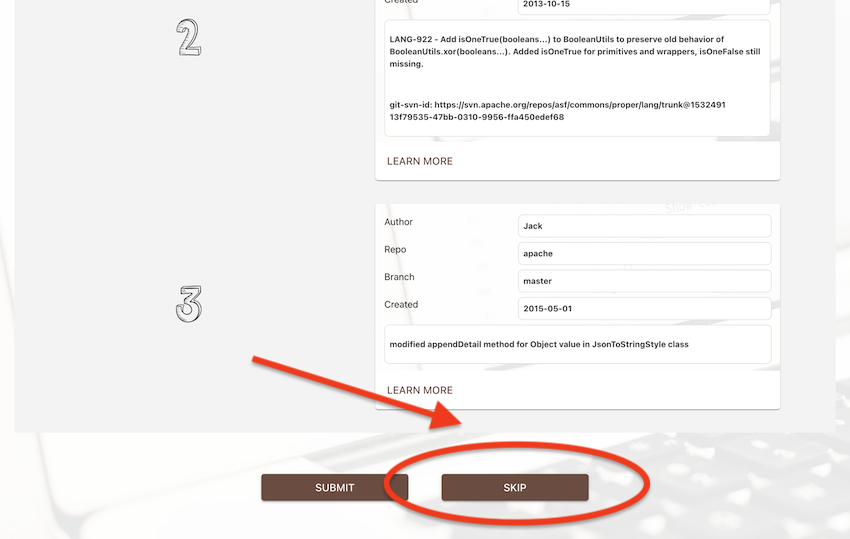 Created
2013-10-15
2
LANG-922 - Add isOneTrue(booleans...) to BooleanUtils to preserve old behavior of
BooleanUtils.xor(booleans...). Added isOneTrue for primitives and wrappers, isOneFalse still
missing.
git-svn-id: https://svn.apache.org/repos/asf/commons/proper/lang/trunk@1532491
13f79535-47bb-0310-9956-ffa450edef68
LEARN MORE
3
Author
Jack
Repo
apache
Branch
master
Created
2015-05-01
modified appendDetail method for Object value in JsonToStringStyle class
LEARN MORE
SUBMIT
SKIP